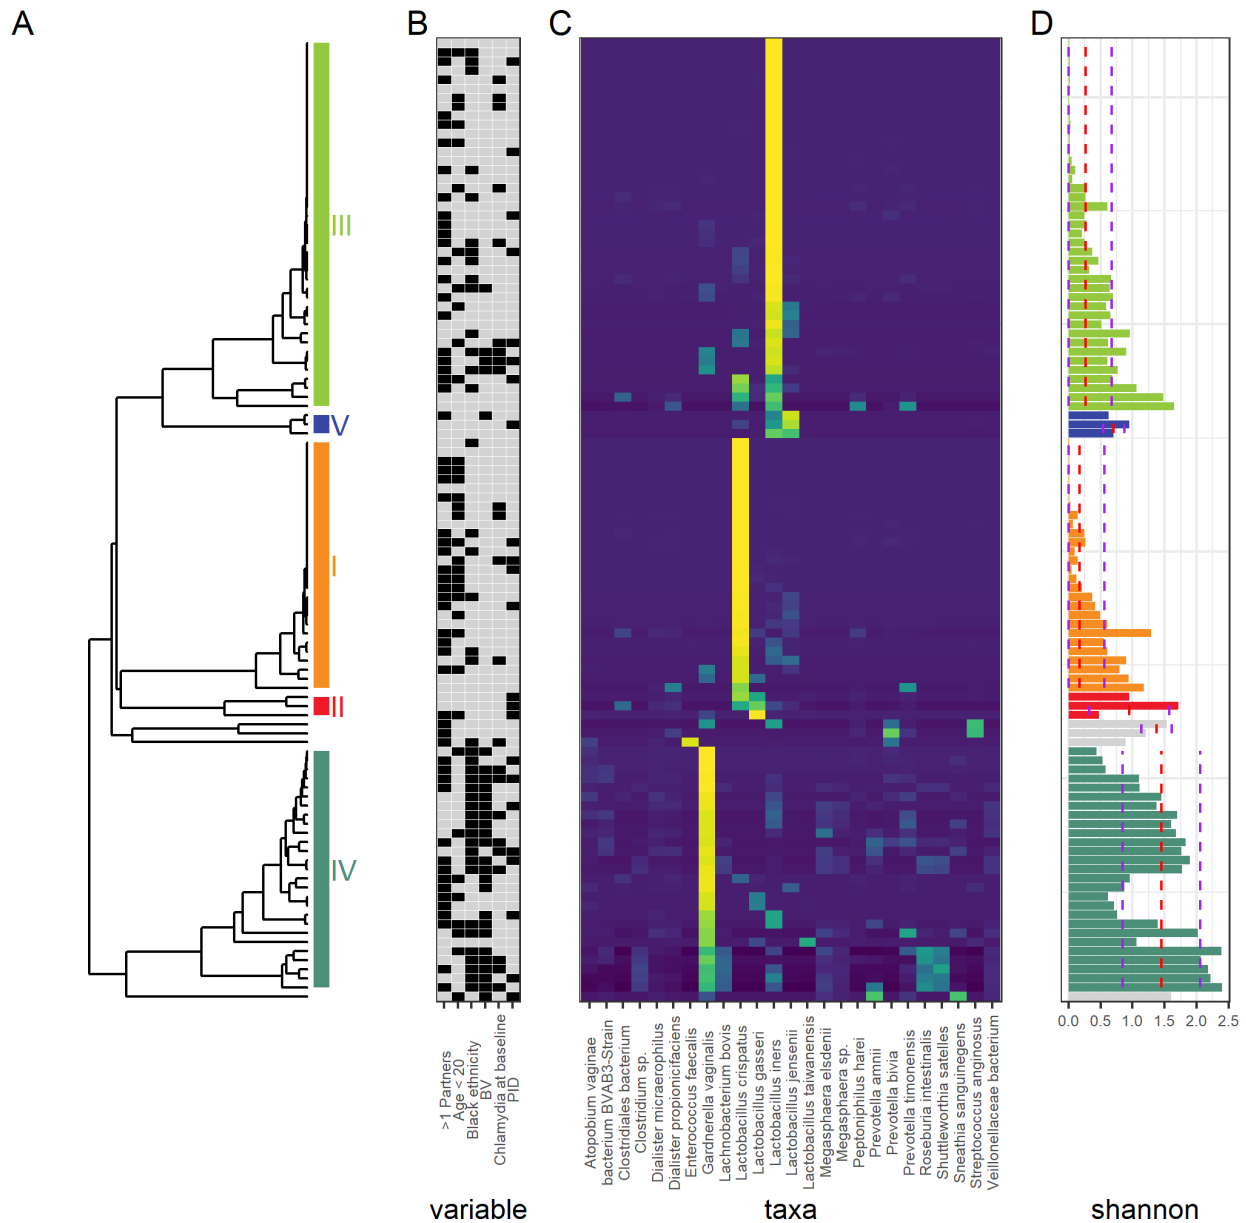 A
B
C
D
III
V
I
II
IV
0.0 0.5 1.0 1.5 2.0 2.5
>1 Partners
Age < 20
Black ethnicity
BV
Chlamydia at baseline
PID
Atopobium vaginae
bacterium BVAB3-Strain
Clostridiales bacterium
Clostridium sp.
Dialister micraerophilus
Dialister propionicifaciens
Enterococcus faecalis
Gardnerella vaginalis
Lachnobacterium bovis
Lactobacillus crispatus
Lactobacillus gasseri
Lactobacillus iners
Lactobacillus jensenii
Lactobacillus taiwanensis
Megasphaera elsdenii
Megasphaera sp.
Peptoniphilus harei
Prevotella amnii
Prevotella bivia
Prevotella timonensis
Roseburia intestinalis
Shuttleworthia satelles
Sneathia sanguinegens
Streptococcus anginosus
Veillonellaceae bacterium
variable
taxa
shannon